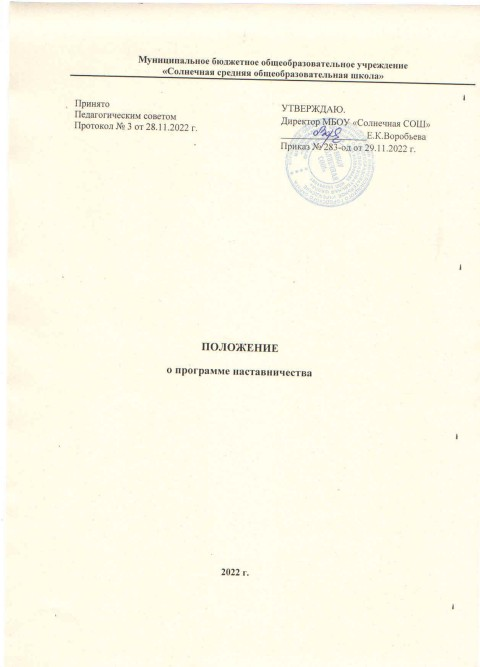 Муниципальное бюджетное общеобразовательное учреждение
«Солнечная средняя общеобразовательная школа»
Принято
Педагогическим советом
Протокол № 3 от 28.11.2022 г.
УТВЕРЖДАЮ.
Директор МБОУ «Солнечная СОШ»
Е.К.Воробьева
Приказ № 283-од от 29.11.2022 г.
ПОЛОЖЕНИЕ
о программе наставничества
2022 г.